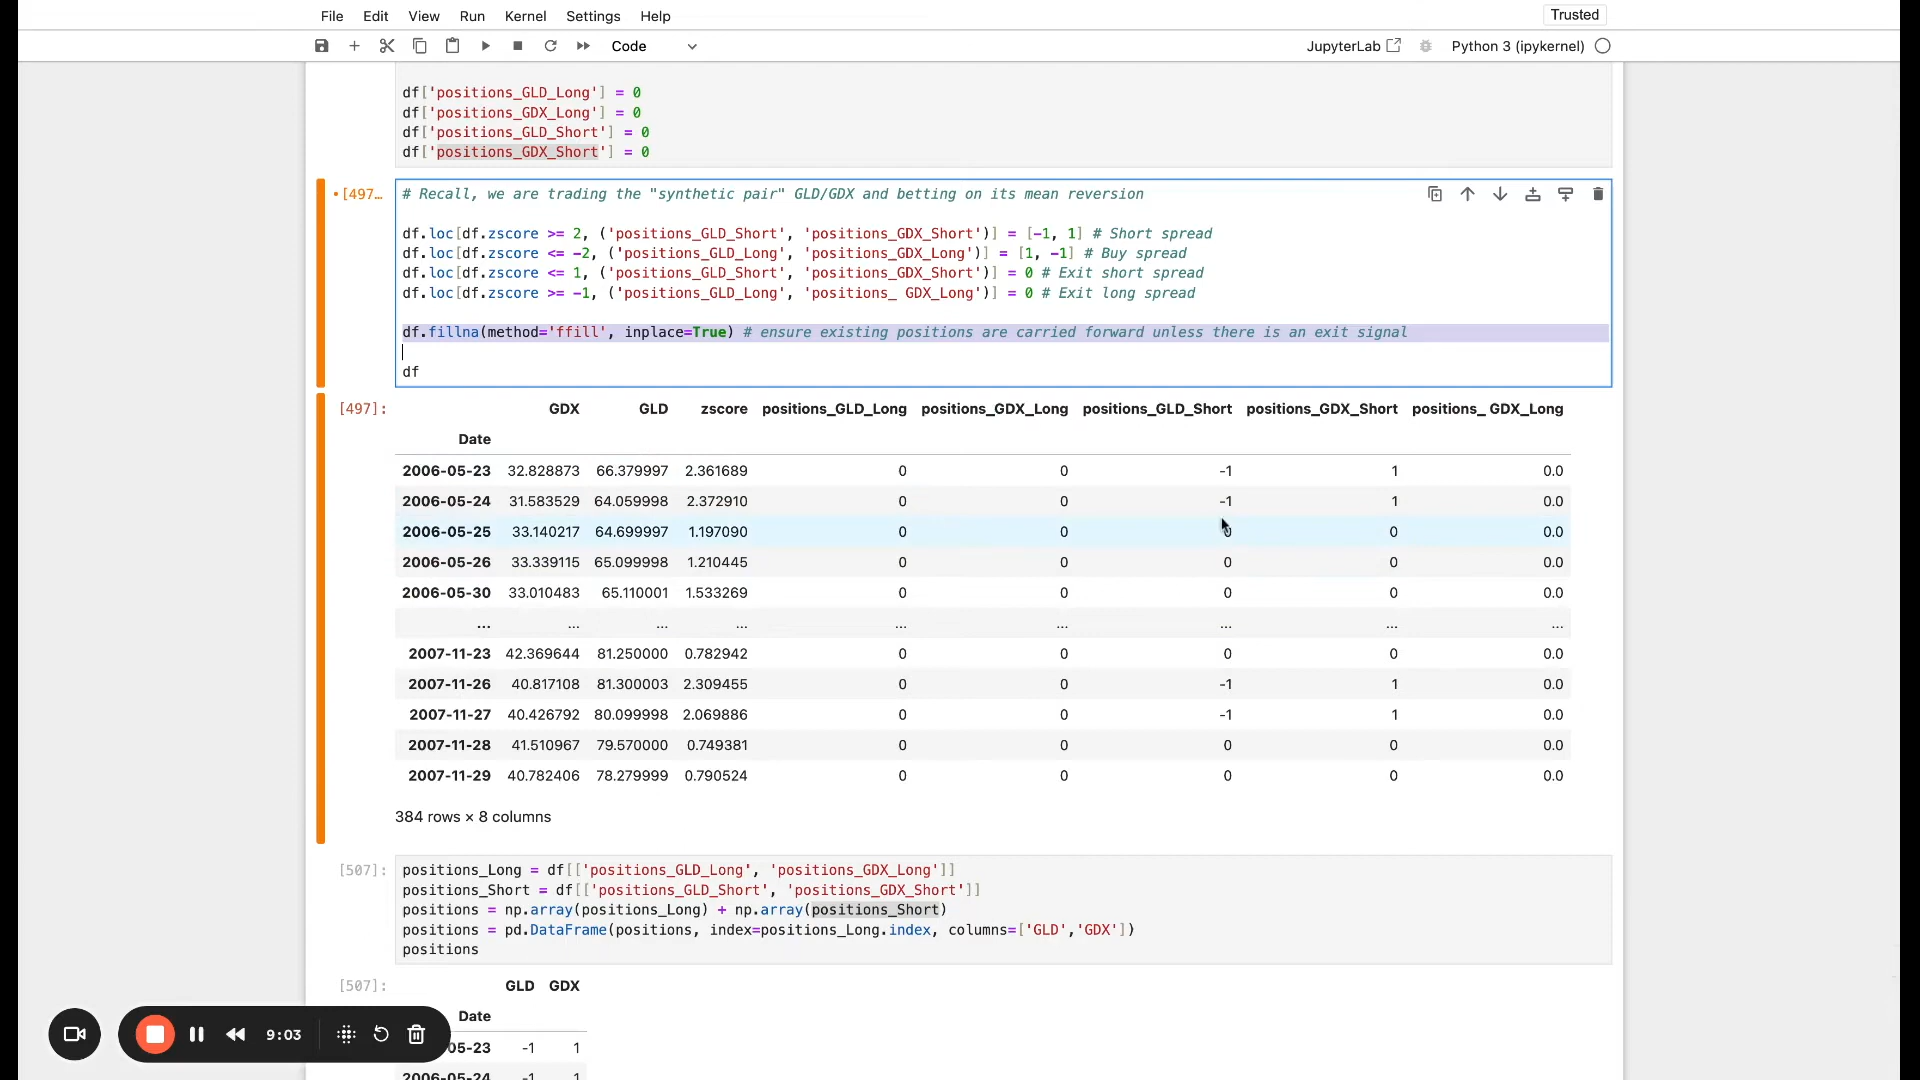 File Edit View Run Kernel Settings Help Trusted
Code JupyterLab Python 3 (ipykernel)
df['positions_GLD_Long'] = 0
df['positions_GDX_Long'] = 0
df['positions_GLD_Short'] = 0
df['positions_GDX_Short'] = 0
•[497… # Recall, we are trading the "synthetic pair" GLD/GDX and betting on its mean reversion
df.loc[df.zscore >= 2, ('positions_GLD_Short', 'positions_GDX_Short')] = [-1, 1] # Short spread
df.loc[df.zscore <= -2, ('positions_GLD_Long', 'positions_GDX_Long')] = [1, -1] # Buy spread
df.loc[df.zscore <= 1, ('positions_GLD_Short', 'positions_GDX_Short')] = 0 # Exit short spread
df.loc[df.zscore >= -1, ('positions_GLD_Long', 'positions_ GDX_Long')] = 0 # Exit long spread
df.fillna(method='ffill', inplace=True) # ensure existing positions are carried forward unless there is an exit signal
df
[497]: GDX GLD zscore positions_GLD_Long positions_GDX_Long positions_GLD_Short positions_GDX_Short positions_ GDX_Long
Date
2006-05-23 32.828873 66.379997 2.361689 0 0 -1 1 0.0
2006-05-24 31.583529 64.059998 2.372910 0 0 -1 1 0.0
2006-05-25 33.140217 64.699997 1.197090 0 0 0 0 0.0
2006-05-26 33.339115 65.099998 1.210445 0 0 0 0 0.0
2006-05-30 33.010483 65.110001 1.533269 0 0 0 0 0.0
... ... ... ... ... ... ... ... ...
2007-11-23 42.369644 81.250000 0.782942 0 0 0 0 0.0
2007-11-26 40.817108 81.300003 2.309455 0 0 -1 1 0.0
2007-11-27 40.426792 80.099998 2.069886 0 0 -1 1 0.0
2007-11-28 41.510967 79.570000 0.749381 0 0 0 0 0.0
2007-11-29 40.782406 78.279999 0.790524 0 0 0 0 0.0
384 rows × 8 columns
[507]: positions_Long = df[['positions_GLD_Long', 'positions_GDX_Long']]
positions_Short = df[['positions_GLD_Short', 'positions_GDX_Short']]
positions = np.array(positions_Long) + np.array(positions_Short)
positions = pd.DataFrame(positions, index=positions_Long.index, columns=['GLD','GDX'])
positions
[507]: GLD GDX
Date
9:03
05-23 -1 1
2006-05-24 -1 1